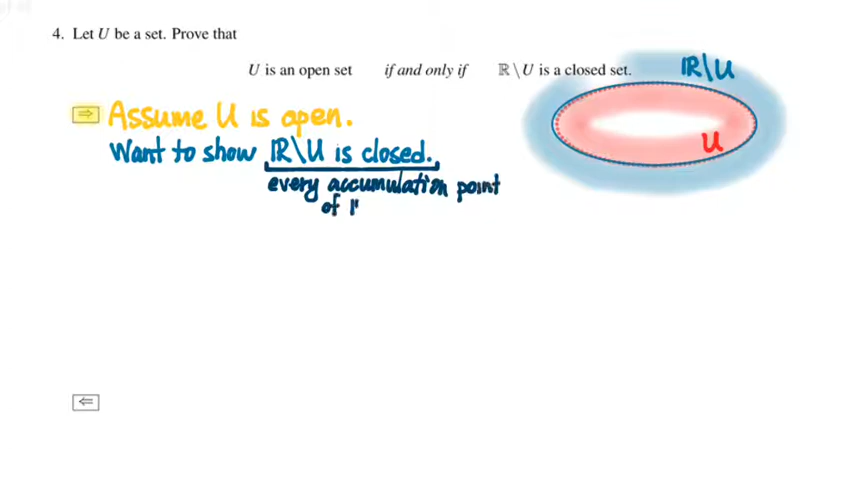 4. Let U be a set. Prove that
U is an open set if and only if ℝ \ U is a closed set.
ℝ\U
⇒ Assume U is open.
U
Want to show ℝ\U is closed.
every accumulation point
of
⇐